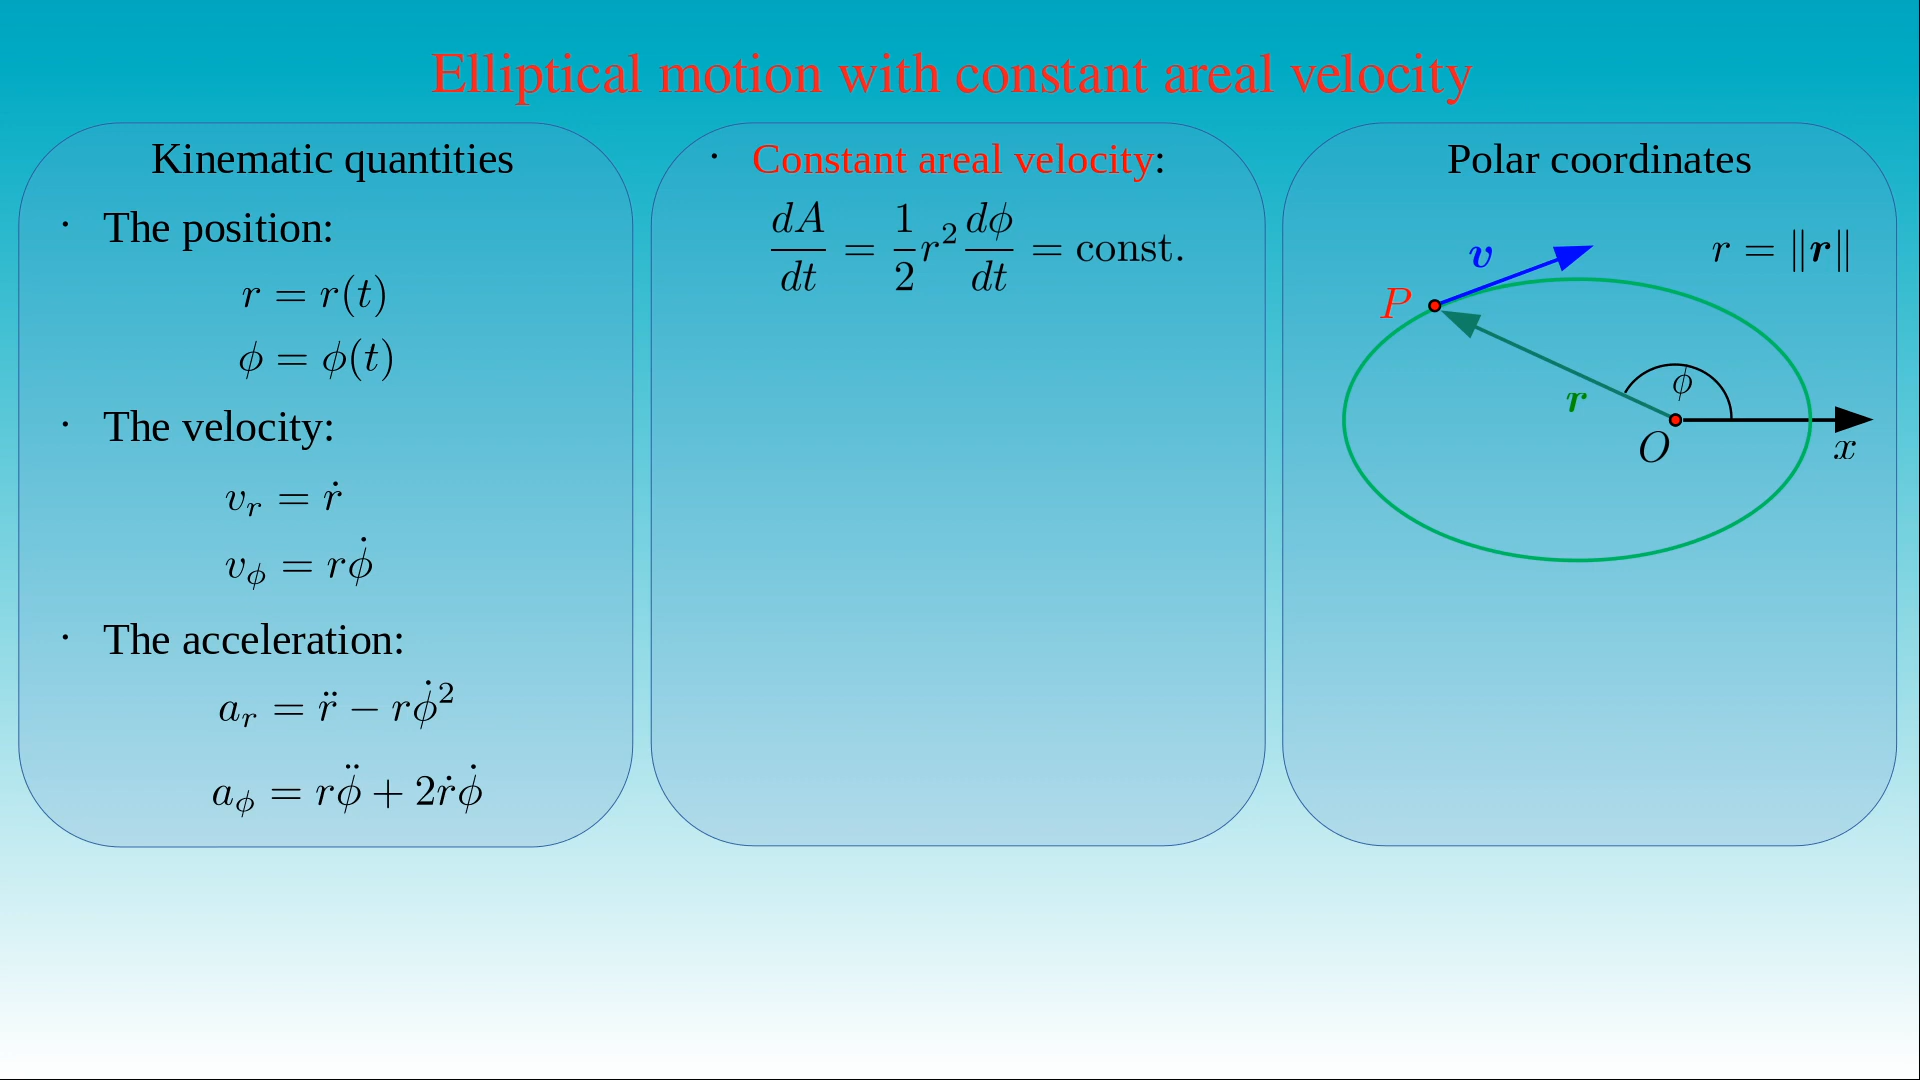 Elliptical motion with constant areal velocity
Kinematic quantities
· The position:
r = r(t)
ϕ = ϕ(t)
· The velocity:
v_r = ṙ
v_ϕ = rϕ̇
· The acceleration:
a_r = r̈ − rϕ̇²
a_ϕ = rϕ̈ + 2ṙϕ̇
· Constant areal velocity:
dA/dt = 1/2 r² dϕ/dt = const.
Polar coordinates
r = ‖r‖
v
P
ϕ
r
O
x